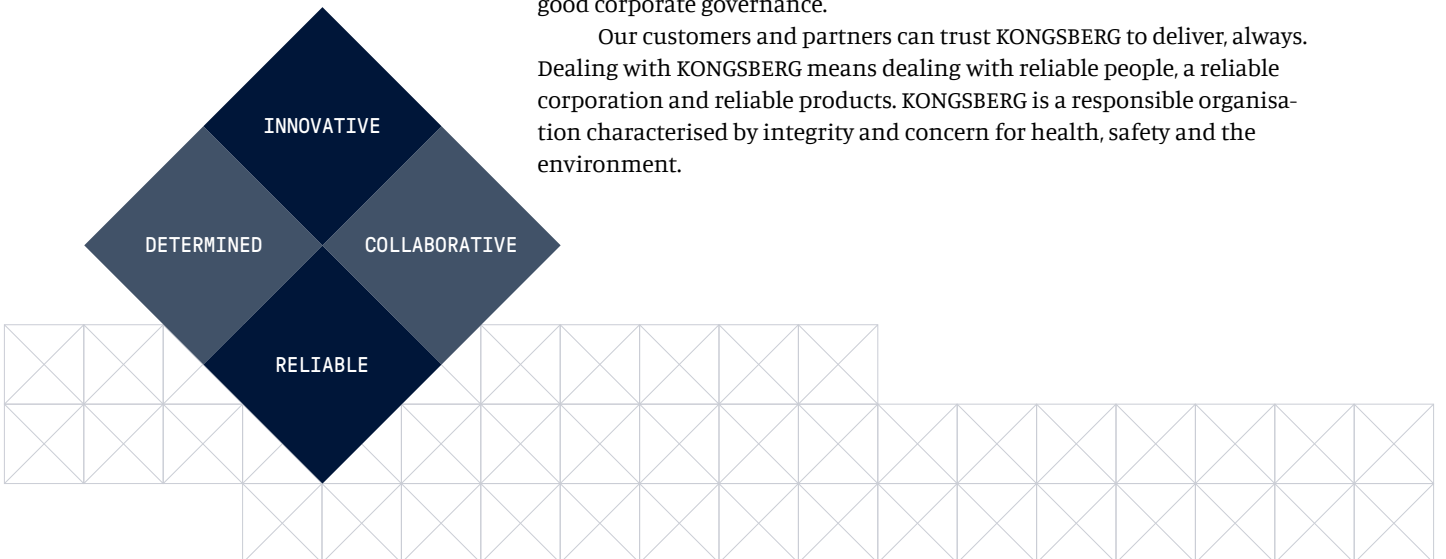 good corporate governance.
Our customers and partners can trust KONGSBERG to deliver, always.
Dealing with KONGSBERG means dealing with reliable people, a reliable
corporation and reliable products. KONGSBERG is a responsible organisa-
tion characterised by integrity and concern for health, safety and the
environment.
INNOVATIVE
DETERMINED
COLLABORATIVE
RELIABLE